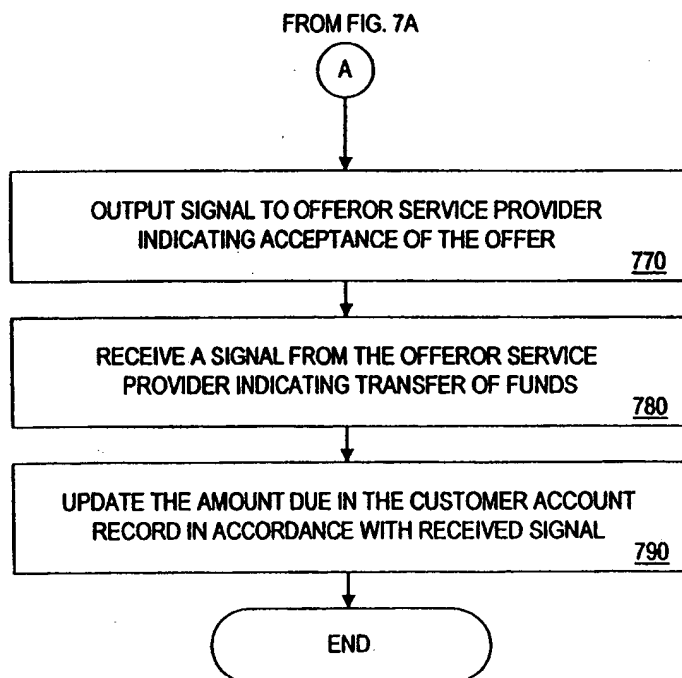 FROM FIG. 7A
A
OUTPUT SIGNAL TO OFFEROR SERVICE PROVIDER
INDICATING ACCEPTANCE OF THE OFFER
770
RECEIVE A SIGNAL FROM THE OFFEROR SERVICE
PROVIDER INDICATING TRANSFER OF FUNDS
780
UPDATE THE AMOUNT DUE IN THE CUSTOMER ACCOUNT
RECORD IN ACCORDANCE WITH RECEIVED SIGNAL
790
END